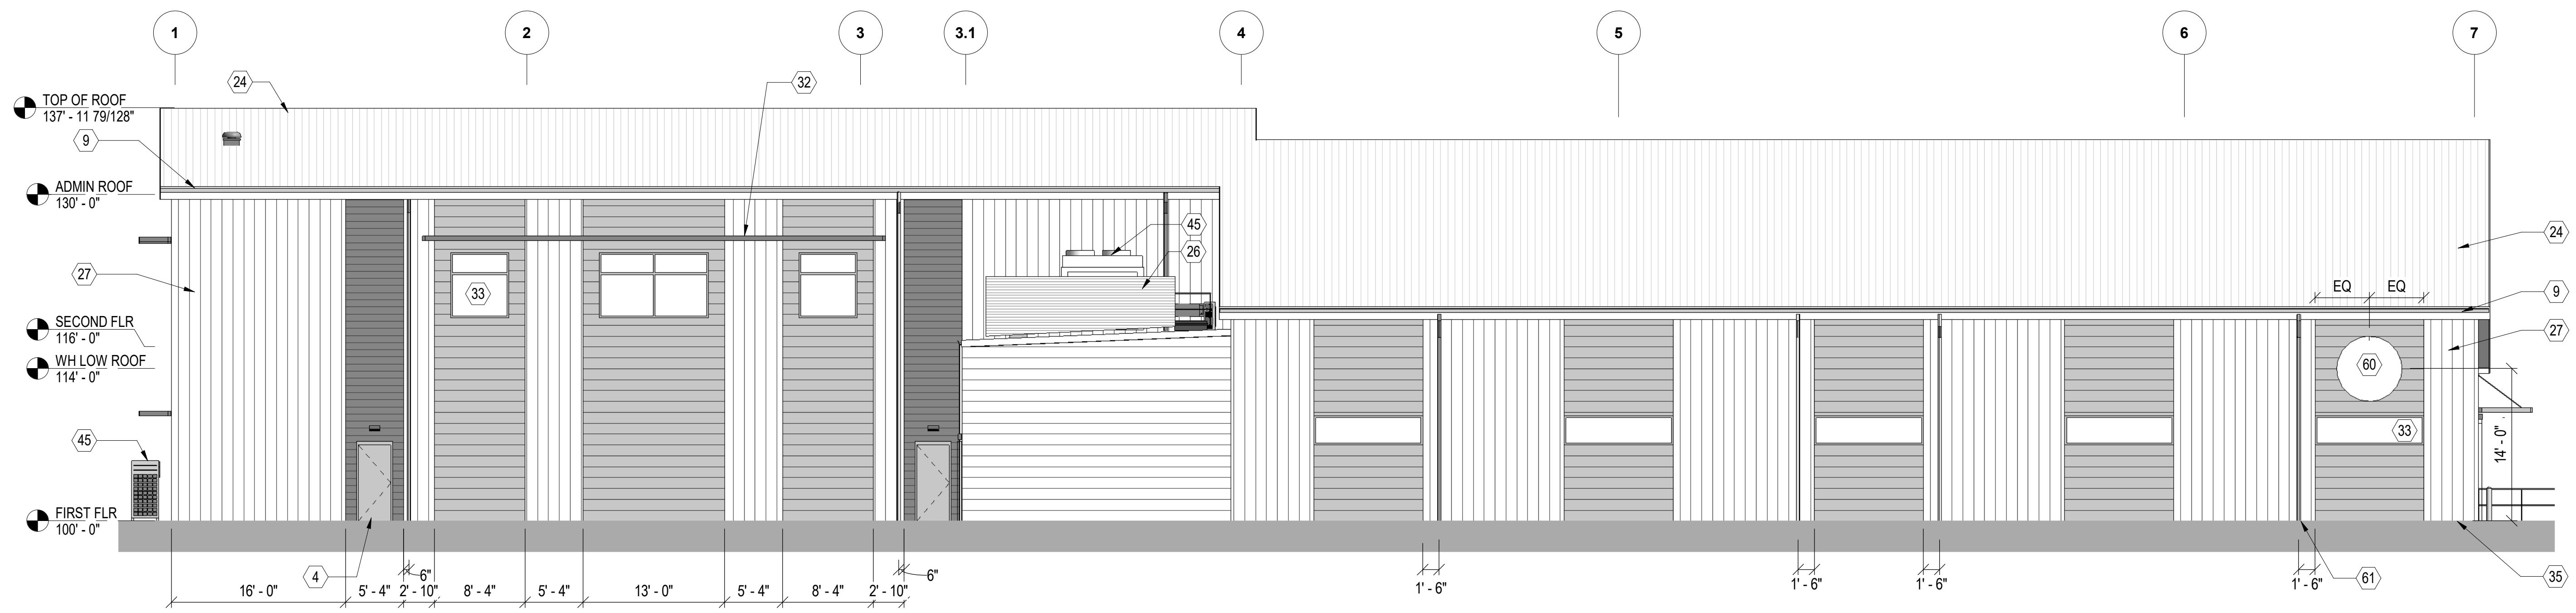 1 2 3 3.1 4 5 6 7
24
32
TOP OF ROOF
137' - 11 79/128"
9
ADMIN ROOF
130' - 0"
45
26
24
27
33
EQ EQ
9
SECOND FLR
116' - 0"
27
WH LOW ROOF
114' - 0"
60
33
45
14' - 0"
FIRST FLR
100' - 0"
4
6"
6"
61
35
16' - 0" 5' - 4" 2' - 10" 8' - 4" 5' - 4" 13' - 0" 5' - 4" 8' - 4" 2' - 10"
1' - 6" 1' - 6" 1' - 6" 1' - 6"